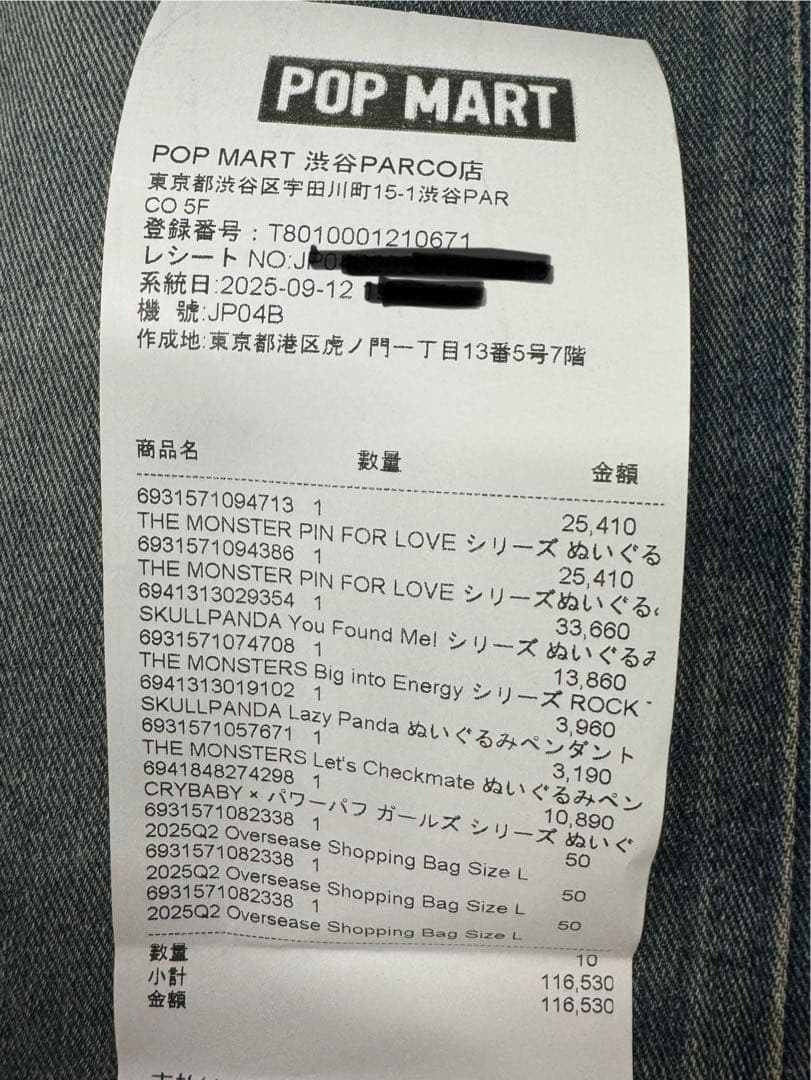 POP MART
POP MART 渋谷PARCO店
東京都渋谷区宇田川町15-1渋谷PAR
CO 5F
登録番号：T8010001210671
レシート NO:JP0
系統日:2025-09-12
機 號:JP04B
作成地:東京都港区虎ノ門一丁目13番5号7階
商品名 數量 金額
6931571094713 1 25,410
THE MONSTER PIN FOR LOVE シリーズ ぬいぐる
6931571094386 1 25,410
THE MONSTER PIN FOR LOVE シリーズぬいぐる
6941313029354 1 33,660
SKULLPANDA You Found Me! シリーズ ぬいぐるみ
6931571074708 1 13,860
THE MONSTERS Big into Energy シリーズ ROCK
6941313019102 1 3,960
SKULLPANDA Lazy Panda ぬいぐるみペンダント
6931571057671 1 3,190
THE MONSTERS Let's Checkmate ぬいぐるみペン
6941848274298 1 10,890
CRYBABY × パワーパフ ガールズ シリーズ ぬいぐ
6931571082338 1 50
2025Q2 Oversease Shopping Bag Size L
6931571082338 1 50
2025Q2 Oversease Shopping Bag Size L
6931571082338 1 50
2025Q2 Oversease Shopping Bag Size L
数量 10
小計 116,530
金額 116,530